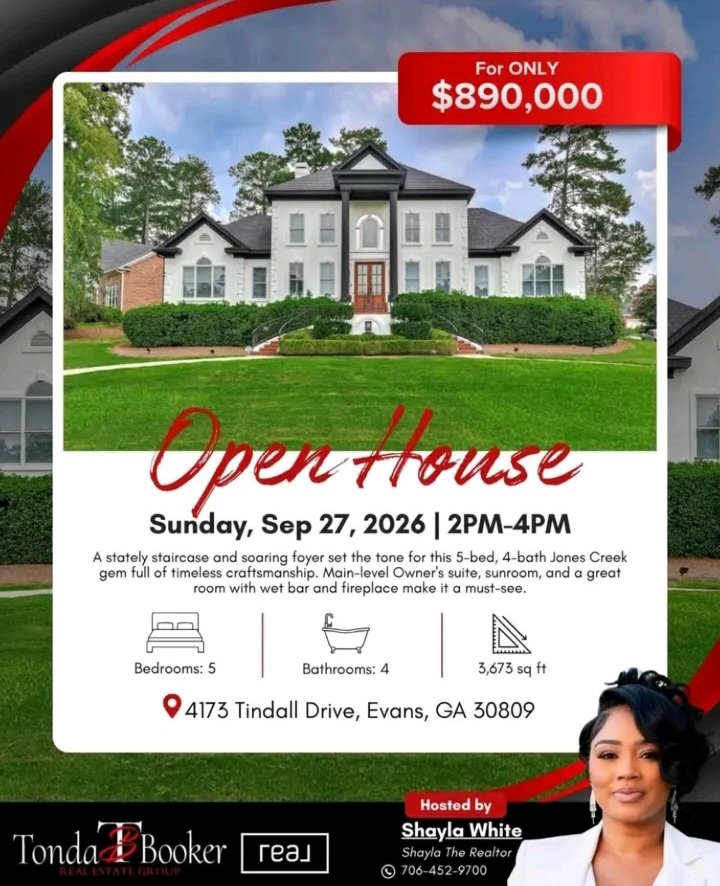 For ONLY
$890,000
Open House
Sunday, Sep 27, 2026 | 2PM-4PM
A stately staircase and soaring foyer set the tone for this 5-bed, 4-bath Jones Creek
gem full of timeless craftsmanship. Main-level Owner's suite, sunroom, and a great
room with wet bar and fireplace make it a must-see.
Bedrooms: 5
Bathrooms: 4
3,673 sq ft
4173 Tindall Drive, Evans, GA 30809
Tonda TB Booker
REAL ESTATE GROUP
real
Hosted by
Shayla White
Shayla The Realtor
706-452-9700